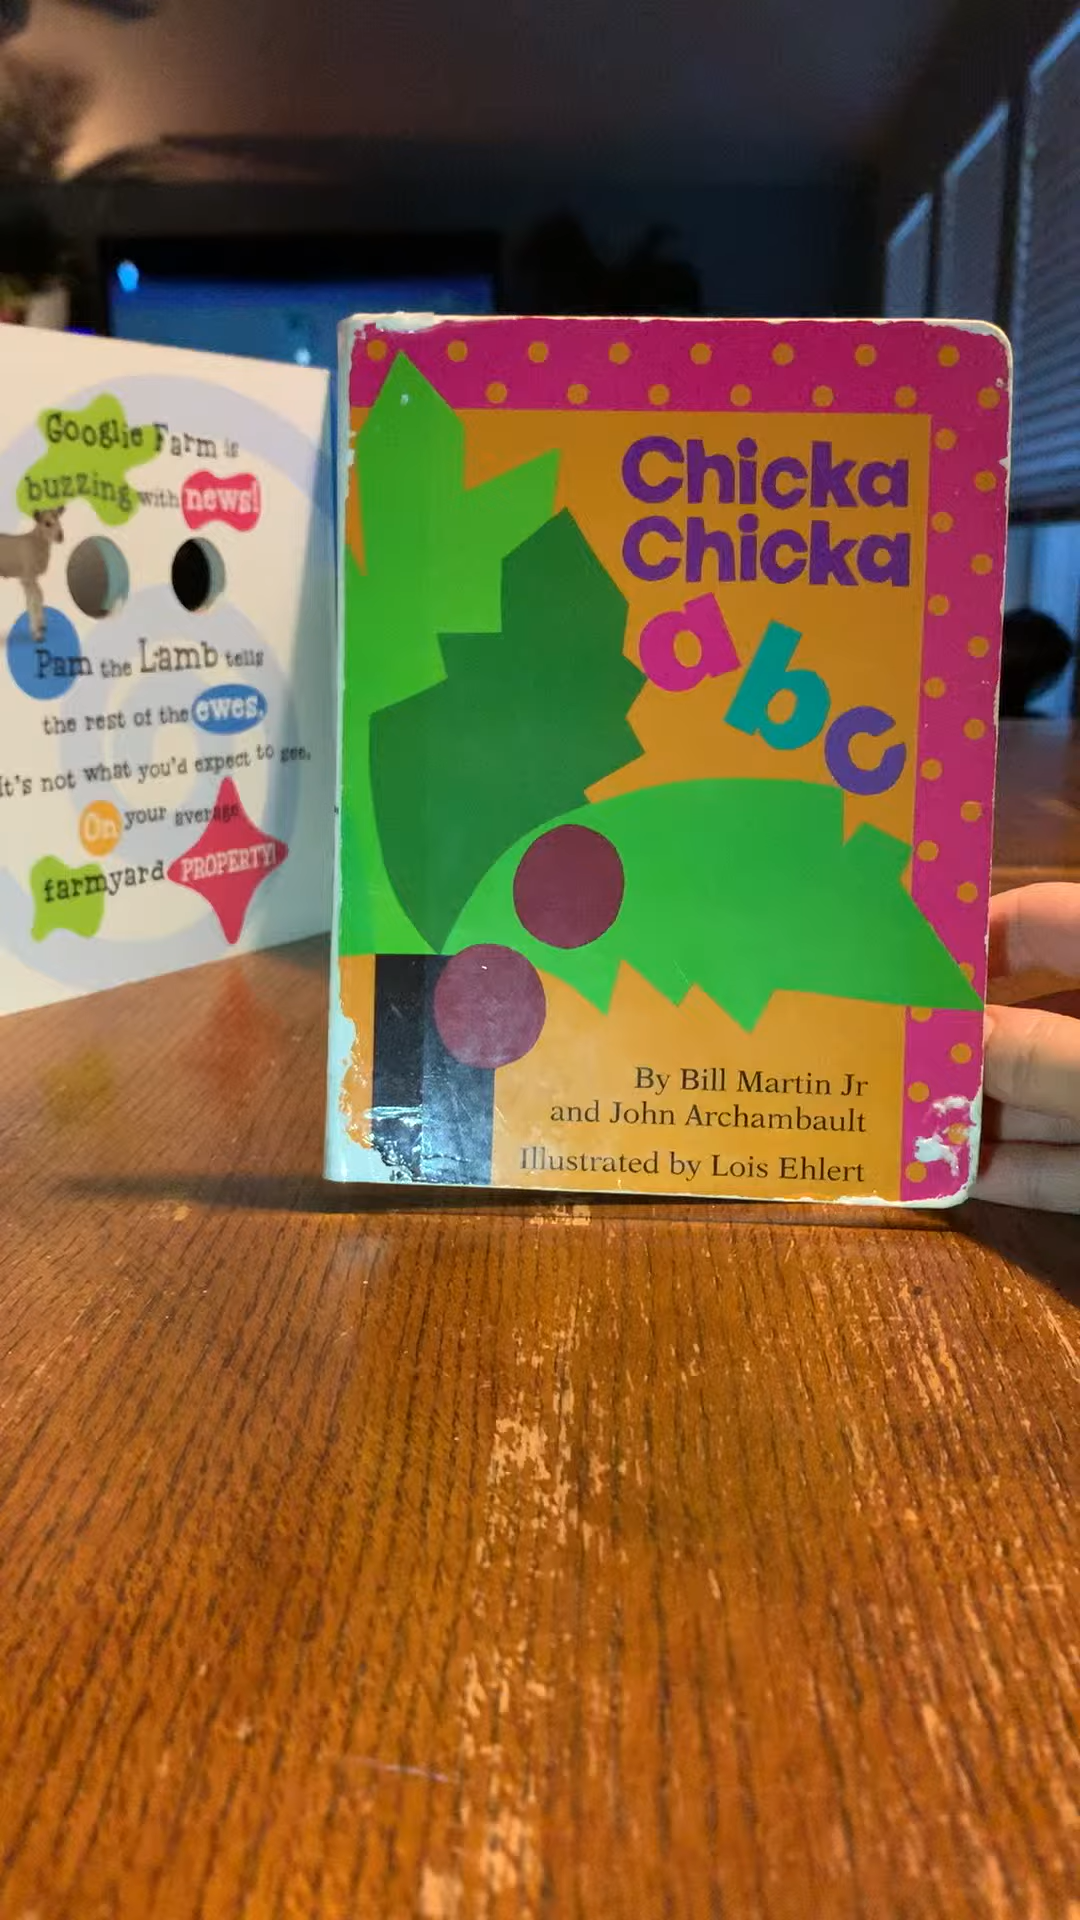 Googlie Farm is
buzzing with news!
Pam the Lamb tells
the rest of the ewes.
It's not what you'd expect to see,
On your average
farmyard PROPERTY!
Chicka
Chicka
abc
By Bill Martin Jr
and John Archambault
Illustrated by Lois Ehlert